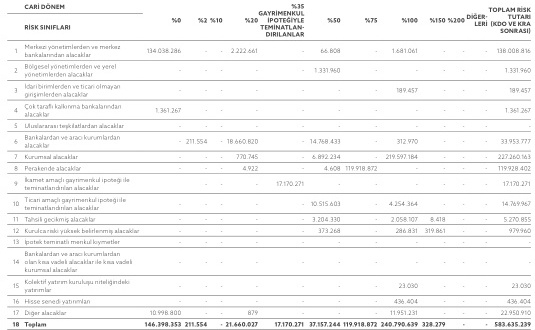 CARİ DÖNEM
RİSK SINIFLARI %0 %2 %10 %20 %35 GAYRİMENKUL İPOTEĞİYLE TEMİNATLAN-DIRILANLAR %50 %75 %100 %150 %200 DİĞER-LERİ TOPLAM RİSK TUTARI (KDO VE KRA SONRASI)
1 Merkezi yönetimlerden ve merkez bankalarından alacaklar 134.038.286 - - 2.222.661 - 66.808 - 1.681.061 - - - 138.008.816
2 Bölgesel yönetimlerden ve yerel yönetimlerden alacaklar - - - - - 1.331.960 - - - - - 1.331.960
3 İdari birimlerden ve ticari olmayan girişimlerden alacaklar - - - - - - - 189.457 - - - 189.457
4 Çok taraflı kalkınma bankalarından alacaklar 1.361.267 - - - - - - - - - - 1.361.267
5 Uluslararası teşkilatlardan alacaklar - - - - - - - - - - - -
6 Bankalardan ve aracı kurumlardan alacaklar - 211.554 - 18.660.820 - 14.768.433 - 312.970 - - - 33.953.777
7 Kurumsal alacaklar - - - 770.745 - 6.892.234 - 219.597.184 - - - 227.260.163
8 Perakende alacaklar - - - 4.922 - 4.608 119.918.872 - - - - 119.928.402
9 İkamet amaçlı gayrimenkul ipoteği ile teminatlandırılan alacaklar - - - - 17.170.271 - - - - - - 17.170.271
10 Ticari amaçlı gayrimenkul ipoteği ile teminatlandırılan alacaklar - - - - - 10.515.603 - 4.254.364 - - - 14.769.967
11 Tahsili gecikmiş alacaklar - - - - - 3.204.330 - 2.058.107 8.418 - - 5.270.855
12 Kurulca riski yüksek belirlenmiş alacaklar - - - - - 373.268 - 286.831 319.861 - - 979.960
13 İpotek teminatlı menkul kıymetler - - - - - - - - - - - -
14 Bankalardan ve aracı kurumlardan olan kısa vadeli alacaklar ile kısa vadeli kurumsal alacaklar - - - - - - - - - - - -
15 Kolektif yatırım kuruluşu niteliğindeki yatırımlar - - - - - - - 23.030 - - - 23.030
16 Hisse senedi yatırımları - - - - - - - 436.404 - - - 436.404
17 Diğer alacaklar 10.998.800 - - 879 - - - 11.951.231 - - - 22.950.910
18 Toplam 146.398.353 211.554 - 21.660.027 17.170.271 37.157.244 119.918.872 240.790.639 328.279 - - 583.635.239